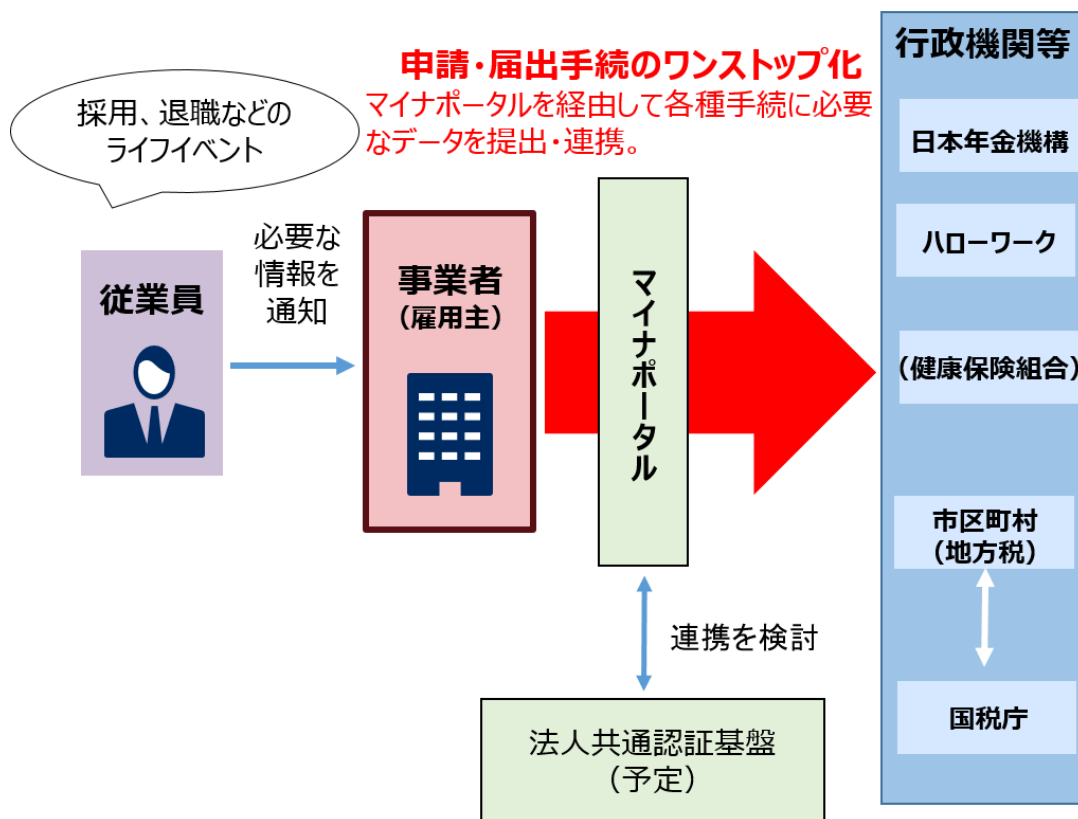 申請・届出手続のワンストップ化
マイナポータルを経由して各種手続に必要
なデータを提出・連携。
採用、退職などの
ライフイベント
従業員
必要な
情報を
通知
事業者
（雇用主）
マイナポータル
連携を検討
法人共通認証基盤
（予定）
行政機関等
日本年金機構
ハローワーク
（健康保険組合）
市区町村
（地方税）
国税庁